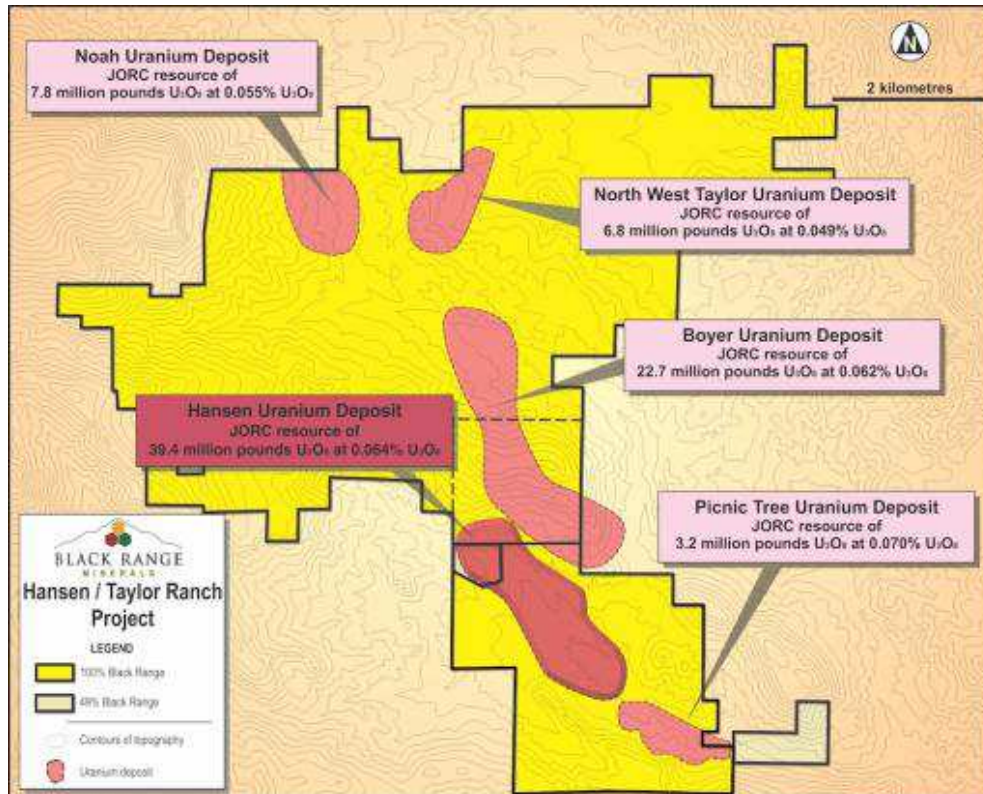 Noah Uranium Deposit
JORC resource of
7.8 million pounds U₃O₈ at 0.055% U₃O₈
N
2 kilometres
North West Taylor Uranium Deposit
JORC resource of
6.8 million pounds U₃O₈ at 0.049% U₃O₈
Boyer Uranium Deposit
JORC resource of
22.7 million pounds U₃O₈ at 0.062% U₃O₈
Hansen Uranium Deposit
JORC resource of
39.4 million pounds U₃O₈ at 0.064% U₃O₈
Picnic Tree Uranium Deposit
JORC resource of
3.2 million pounds U₃O₈ at 0.070% U₃O₈
BLACK RANGE
MINERALS
Hansen / Taylor Ranch
Project
LEGEND
100% Black Range
49% Black Range
Contours of topography
Uranium deposit